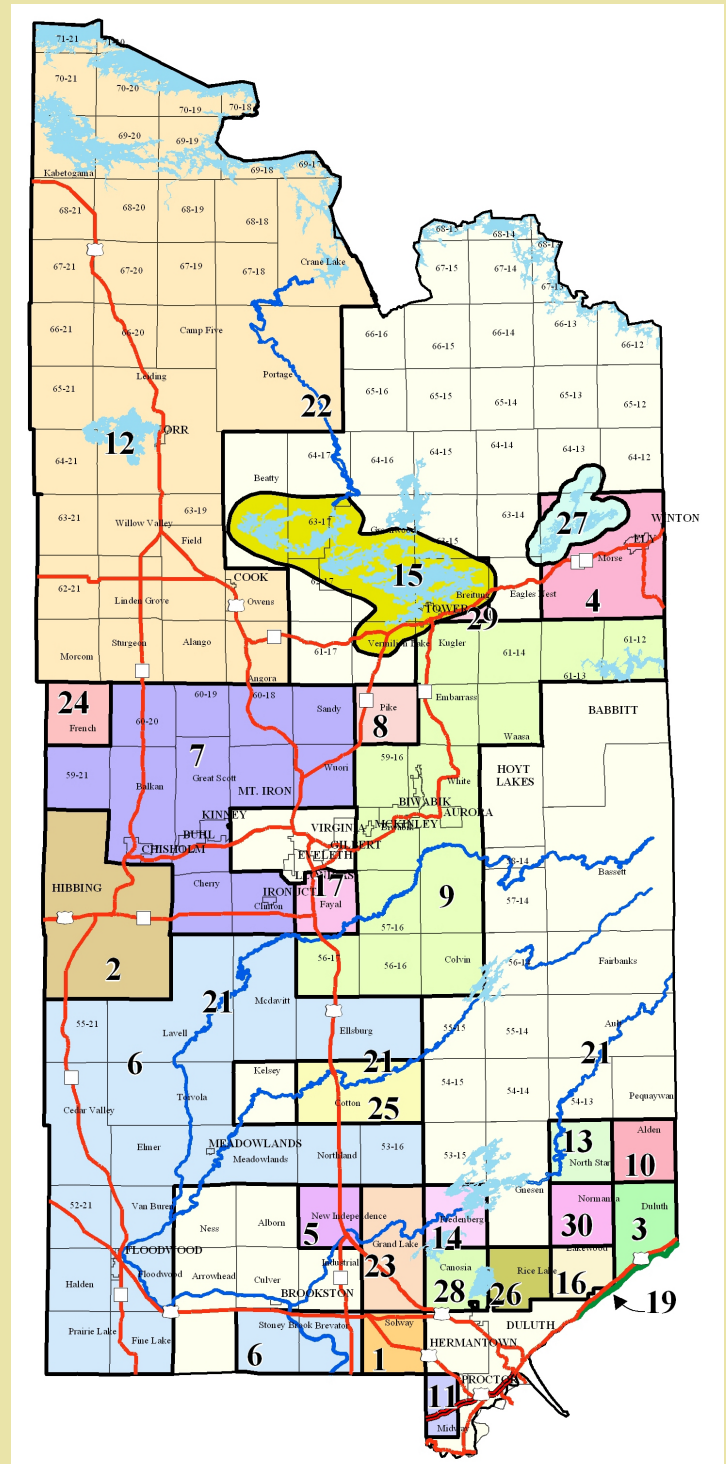 71-21
70-21
70-20
70-19
70-18
69-20
69-19
69-18
69-17
Kabetogama
68-21
68-20
68-19
68-18
68-15
68-14
68-13
67-21
67-20
67-19
67-18
Crane Lake
67-15
67-14
67-13
66-21
66-20
Camp Five
66-16
66-15
66-14
66-13
66-12
Leiding
Portage
65-21
22
65-16
65-15
65-14
65-13
65-12
12
ORR
64-21
Beatty
64-17
64-16
64-15
64-14
64-13
64-12
63-21
Willow Valley
63-19
Field
63-17
Greenwood
63-15
63-14
27
WINTON
ELY
Morse
62-21
Linden Grove
COOK
Owens
62-17
15
TOWER
Breitung
29
Eagles Nest
4
Morcom
Sturgeon
Alango
Angora
61-17
Vermilion Lake
Kugler
61-14
61-13
61-12
24
French
60-20
60-19
60-18
Sandy
8
Pike
Embarrass
Waasa
BABBITT
7
59-21
Balkan
Great Scott
MT. IRON
Wuori
59-16
White
HOYT
LAKES
KINNEY
BUHL
CHISHOLM
VIRGINIA
GILBERT
EVELETH
MCKINLEY
BIWABIK
AURORA
HIBBING
Cherry
IRON JCT
Clinton
17
Fayal
9
58-14
Bassett
57-14
57-16
2
56-17
56-16
Colvin
56-12
Fairbanks
21
Mcdavitt
55-21
Lavell
Ellsburg
55-15
55-14
Ault
21
6
Toivola
Kelsey
21
Cotton
25
54-15
54-14
54-13
Pequaywan
Cedar Valley
Elmer
MEADOWLANDS
Meadowlands
Northland
53-16
53-15
13
North Star
Alden
10
52-21
Van Buren
Ness
Alborn
5
New Independence
Grand Lake
14
Fredenberg
Gnesen
Normanna
30
Duluth
3
FLOODWOOD
Floodwood
Halden
Arrowhead
Culver
Industrial
BROOKSTON
23
Canosia
28
Rice Lake
26
Lakewood
16
19
Prairie Lake
Fine Lake
Stoney Brook
Brevator
6
Solway
1
HERMANTOWN
DULUTH
11
PROCTOR
Midway